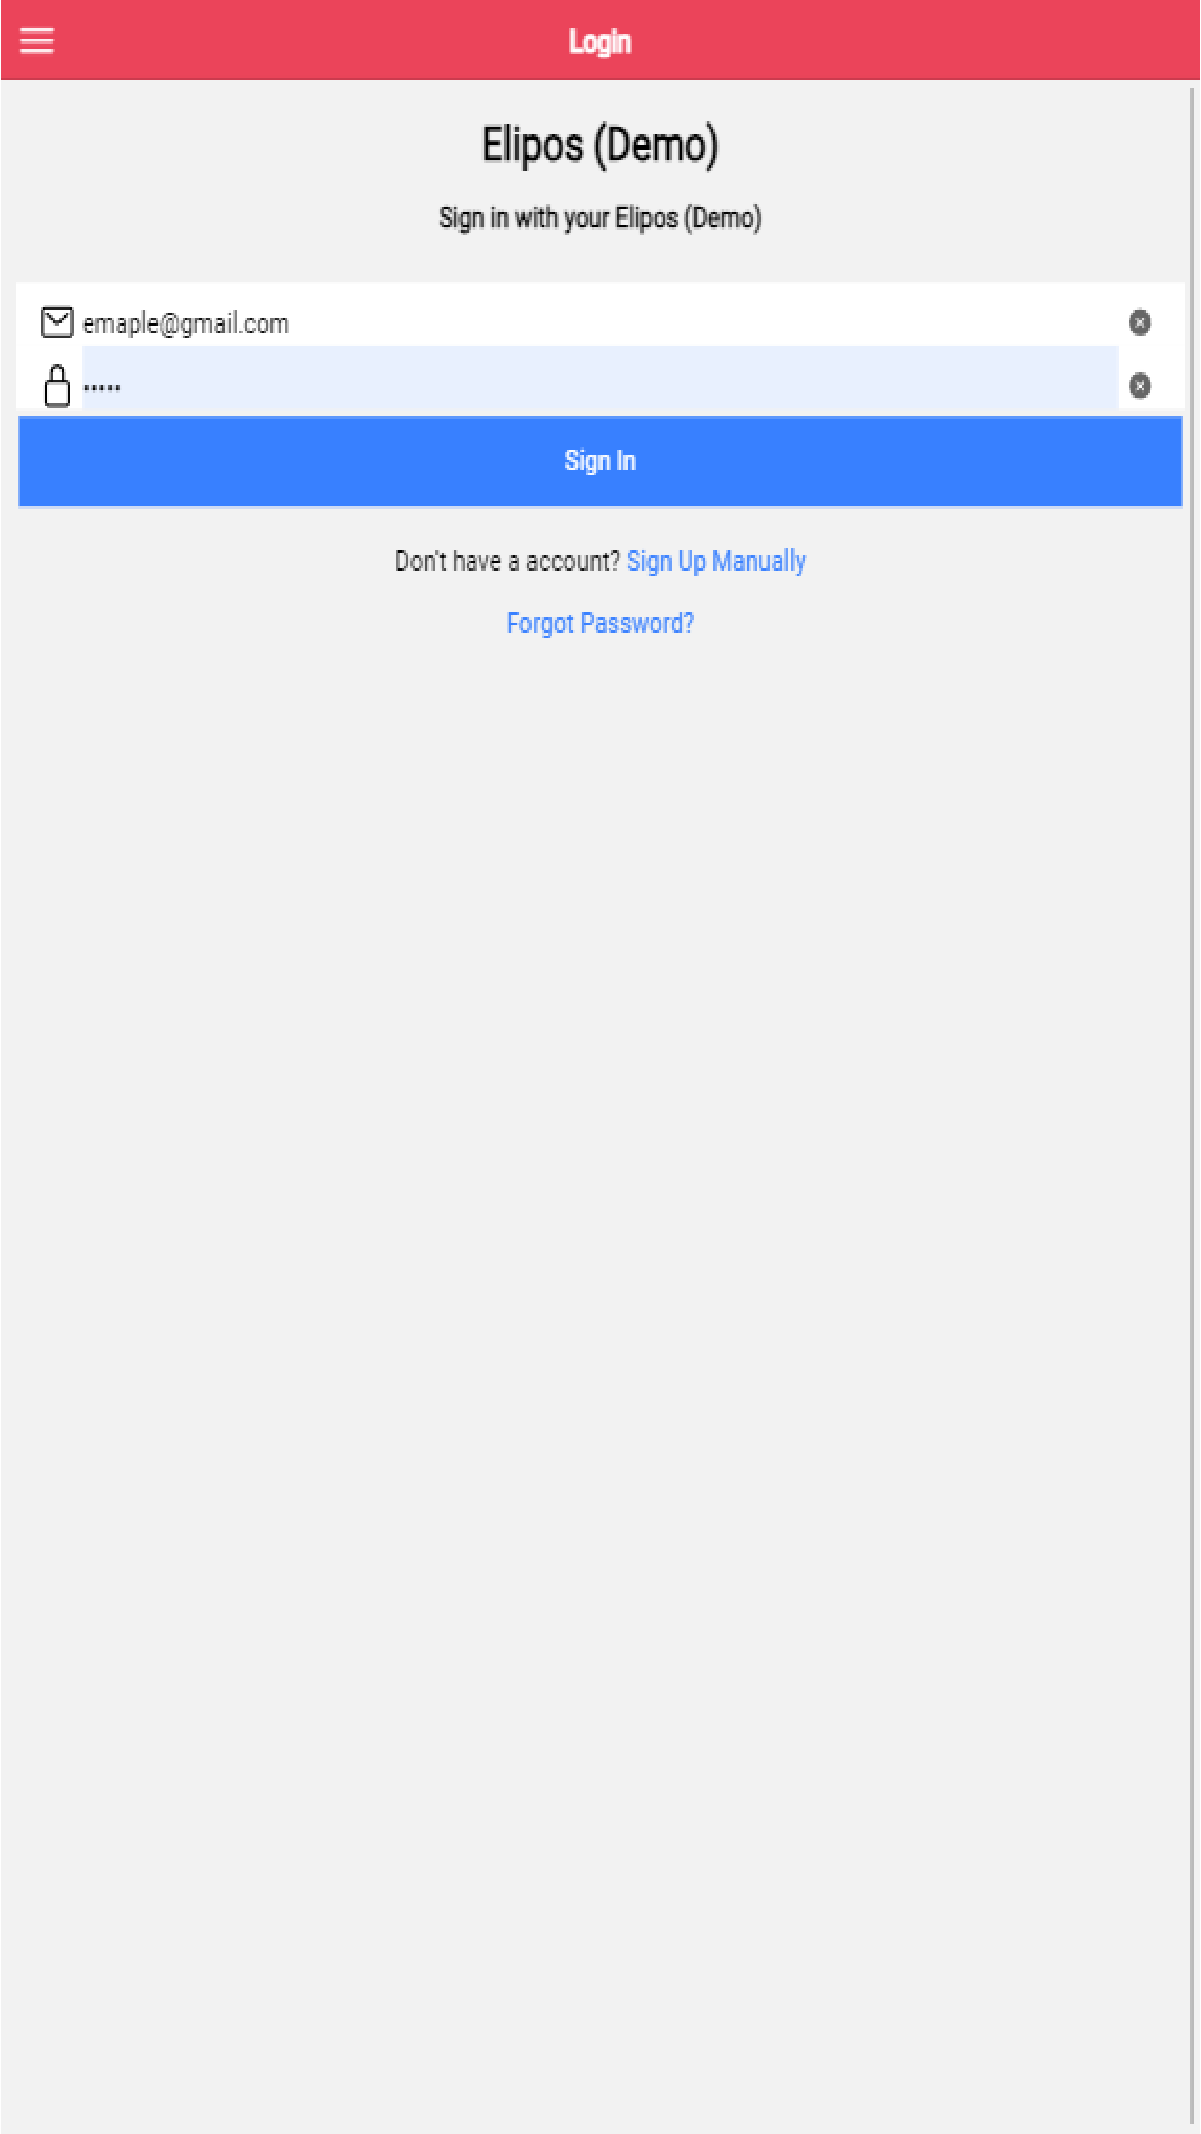 Login
Elipos (Demo)
Sign in with your Elipos (Demo)
emaple@gmail.com
•••••
Sign In
Don't have a account? Sign Up Manually
Forgot Password?